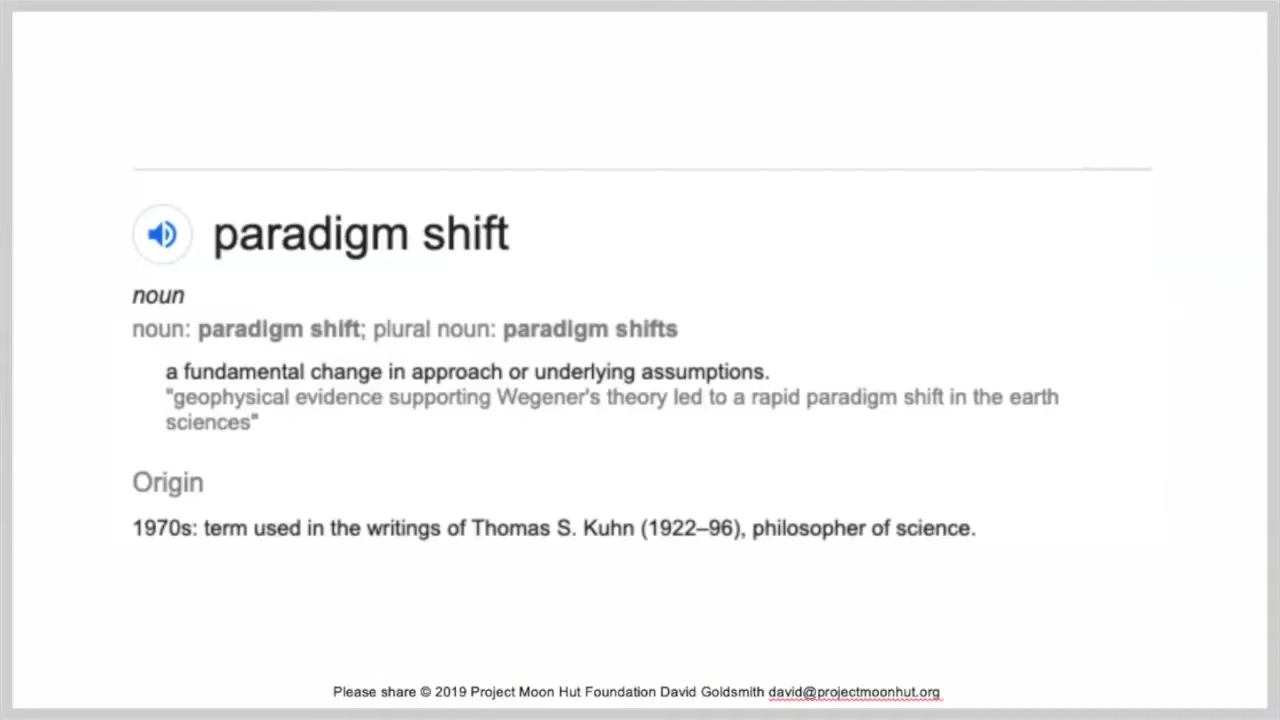 paradigm shift
noun
noun: paradigm shift; plural noun: paradigm shifts
a fundamental change in approach or underlying assumptions.
"geophysical evidence supporting Wegener's theory led to a rapid paradigm shift in the earth
sciences"
Origin
1970s: term used in the writings of Thomas S. Kuhn (1922–96), philosopher of science.
Please share © 2019 Project Moon Hut Foundation David Goldsmith david@projectmoonhut.org